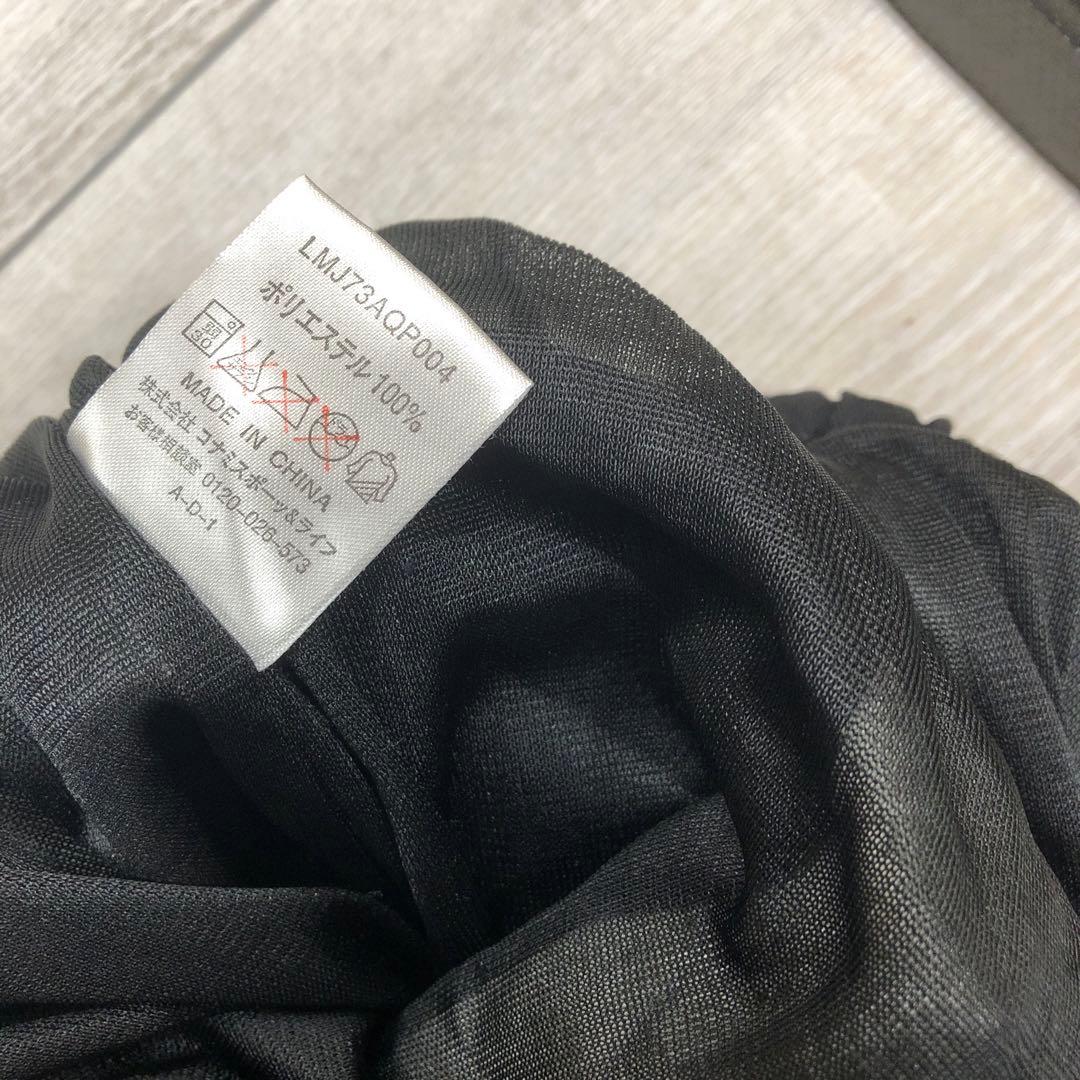 LMJ73AQP004
ポリエステル100%
MADE IN CHINA
株式会社 コナミスポーツ&ライフ
お客様相談室 0120-026-573
A-D-1